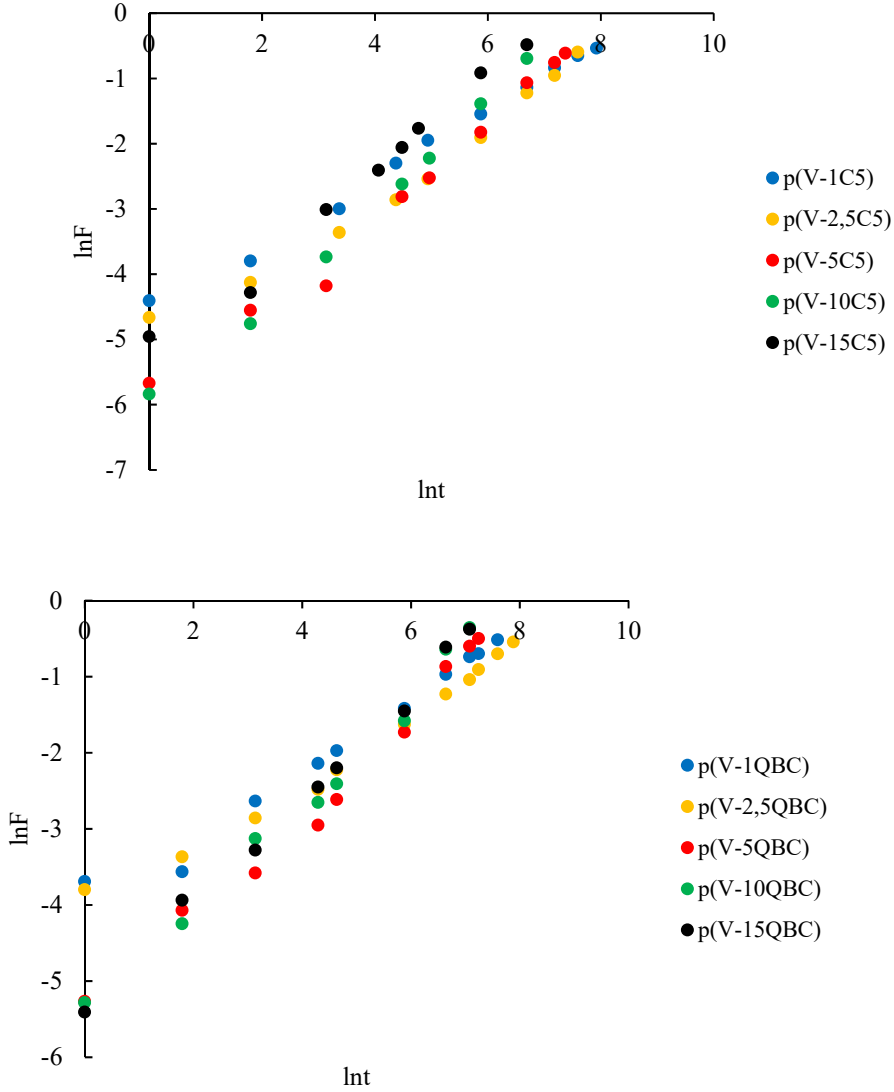 0
0 2 4 6 8 10
-1
-2
-3
-4
-5
-6
-7
lnF
lnt
p(V-1C5)
p(V-2,5C5)
p(V-5C5)
p(V-10C5)
p(V-15C5)
0
0 2 4 6 8 10
-1
-2
-3
-4
-5
-6
lnF
lnt
p(V-1QBC)
p(V-2,5QBC)
p(V-5QBC)
p(V-10QBC)
p(V-15QBC)